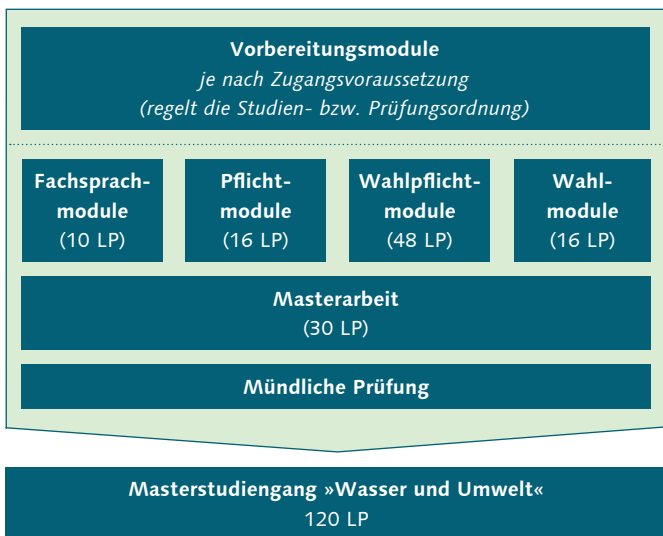 Vorbereitungsmodule
je nach Zugangsvoraussetzung
(regelt die Studien- bzw. Prüfungsordnung)
Fachsprach-
module
(10 LP)
Pflicht-
module
(16 LP)
Wahlpflicht-
module
(48 LP)
Wahl-
module
(16 LP)
Masterarbeit
(30 LP)
Mündliche Prüfung
Masterstudiengang »Wasser und Umwelt«
120 LP